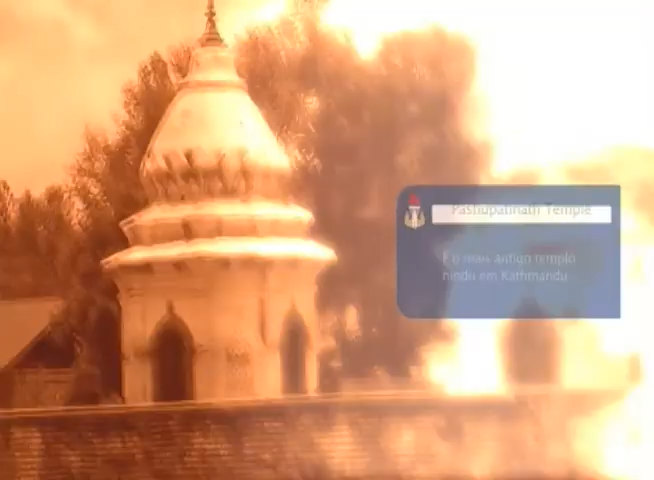 Pashupatinath Temple
É o mais antigo templo
hindu em Kathmandu